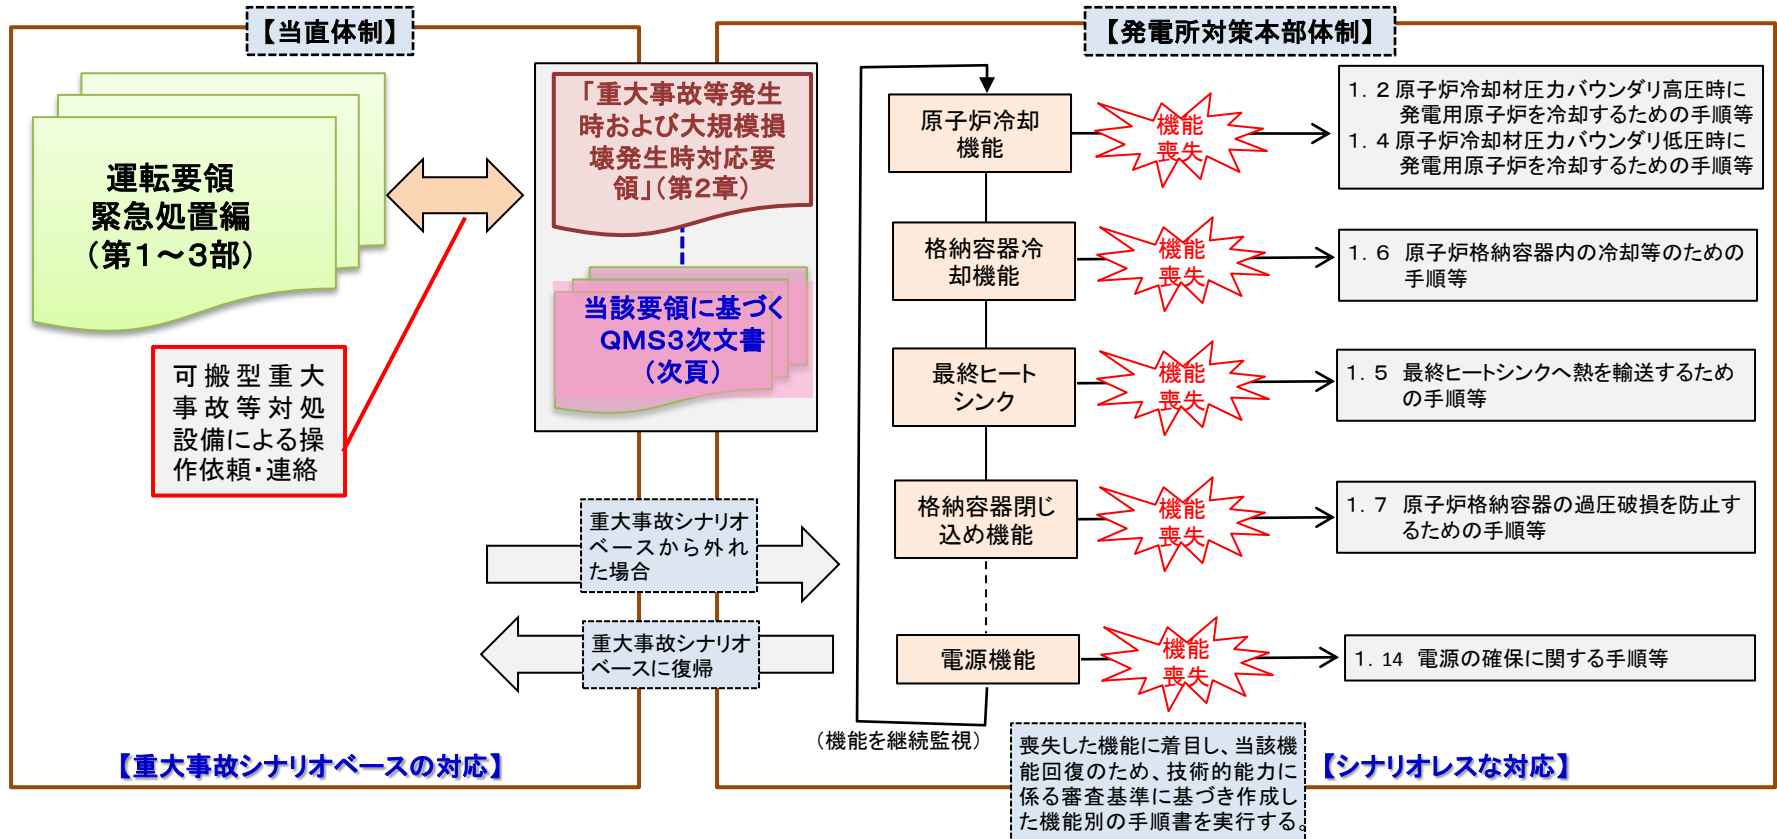 【当直体制】
運転要領
緊急処置編
(第1～3部)
可搬型重大
事故等対処
設備による操
作依頼・連絡
【重大事故シナリオベースの対応】
「重大事故等発生
時および大規模損
壊発生時対応要
領」(第2章)
当該要領に基づく
QMS3次文書
(次頁)
重大事故シナリオ
ベースから外れ
た場合
重大事故シナリオ
ベースに復帰
【発電所対策本部体制】
原子炉冷却
機能
機能
喪失
1．2 原子炉冷却材圧力バウンダリ高圧時に
発電用原子炉を冷却するための手順等
1．4 原子炉冷却材圧力バウンダリ低圧時に
発電用原子炉を冷却するための手順等
格納容器冷
却機能
機能
喪失
1．6 原子炉格納容器内の冷却等のための
手順等
最終ヒート
シンク
機能
喪失
1．5 最終ヒートシンクへ熱を輸送するため
の手順等
格納容器閉じ
込め機能
機能
喪失
1．7 原子炉格納容器の過圧破損を防止す
るための手順等
電源機能
機能
喪失
1．14 電源の確保に関する手順等
(機能を継続監視)
喪失した機能に着目し、当該機
能回復のため、技術的能力に
係る審査基準に基づき作成し
た機能別の手順書を実行する。
【シナリオレスな対応】